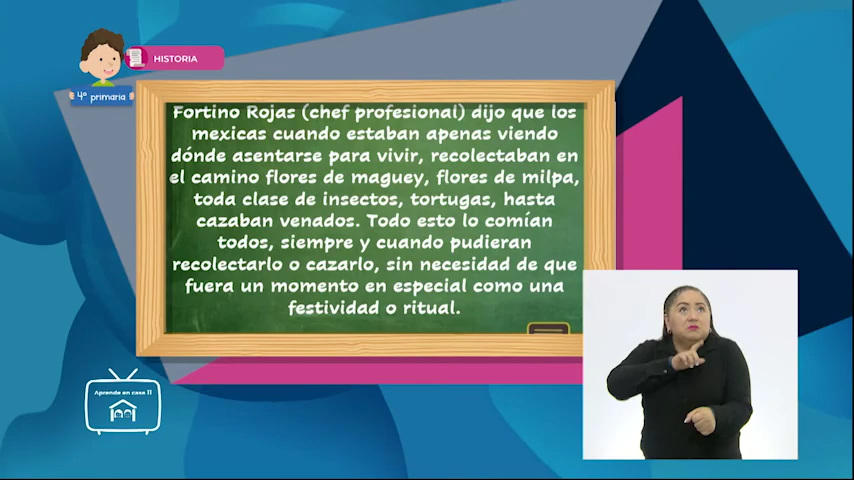 HISTORIA
4° primaria
Fortino Rojas (chef profesional) dijo que los
mexicas cuando estaban apenas viendo
dónde asentarse para vivir, recolectaban en
el camino flores de maguey, flores de milpa,
toda clase de insectos, tortugas, hasta
cazaban venados. Todo esto lo comían
todos, siempre y cuando pudieran
recolectarlo o cazarlo, sin necesidad de que
fuera un momento en especial como una
festividad o ritual.
Aprende en casa II